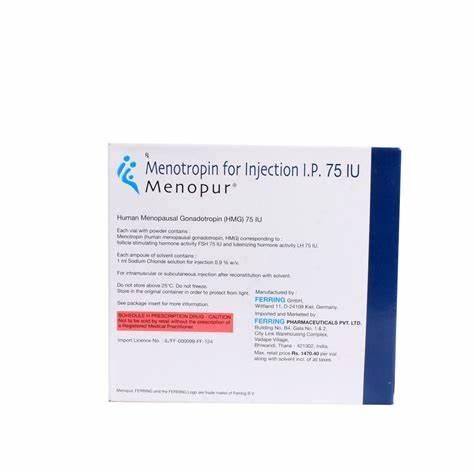 Rx
Menotropin for Injection I.P. 75 IU
Menopur®
Human Menopausal Gonadotropin (HMG) 75 IU
Each vial with powder contains :
Menotropin (human menopausal gonadotropin, HMG) corresponding to :
follicle stimulating hormone activity FSH 75 IU and luteinizing hormone activity LH 75 IU.
Each ampoule of solvent contains :
1 ml Sodium Chloride solution for injection 0.9 % w/v.
For intramuscular or subcutaneous injection after reconstitution with solvent.
Do not store above 25°C. Do not freeze.
Store in the original container in order to protect from light.
See package insert for more information.
SCHEDULE H PRESCRIPTION DRUG - CAUTION
Not to be sold by retail without the prescription of
a Registered Medical Practitioner.
Import Licence No. : IL/FF-000099-FF-124
Manufactured by :
FERRING GmbH,
Wittland 11, D-24109 Kiel, Germany.
Imported and Marketed by :
FERRING PHARMACEUTICALS PVT. LTD.
Building No. B4, Gala No. 1 & 2,
City Link Warehousing Complex,
Vadape Village,
Bhiwandi, Thane - 421302, India.
Max. retail price Rs. 1470.40 per vial
along with solvent incl. of all taxes.
Menopur, FERRING and the FERRING Logo are trade marks of Ferring B.V.